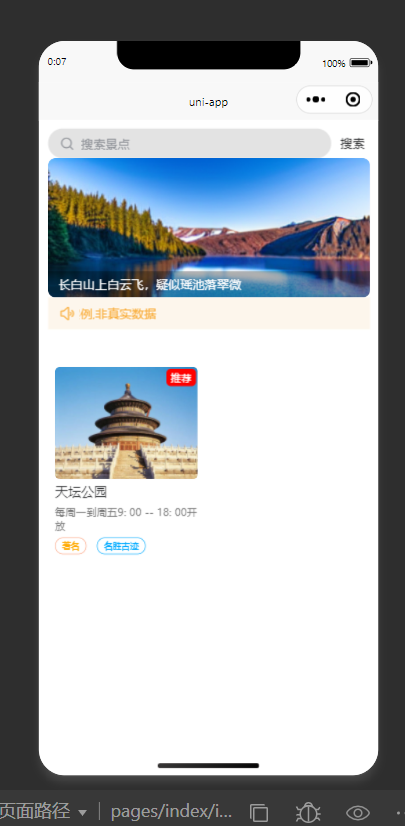 0:07
100%
uni-app
搜索景点
搜索
长白山上白云飞，疑似瑶池落翠微
例,非真实数据
推荐
天坛公园
每周一到周五9: 00 -- 18: 00开
放
著名
名胜古迹
页面路径
pages/index/i...